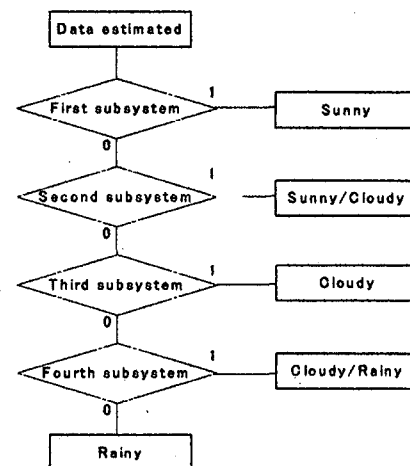 Data estimated
1
First subsystem
Sunny
0
1
Second subsystem
Sunny/Cloudy
0
1
Third subsystem
Cloudy
0
1
Fourth subsystem
Cloudy/Rainy
0
Rainy